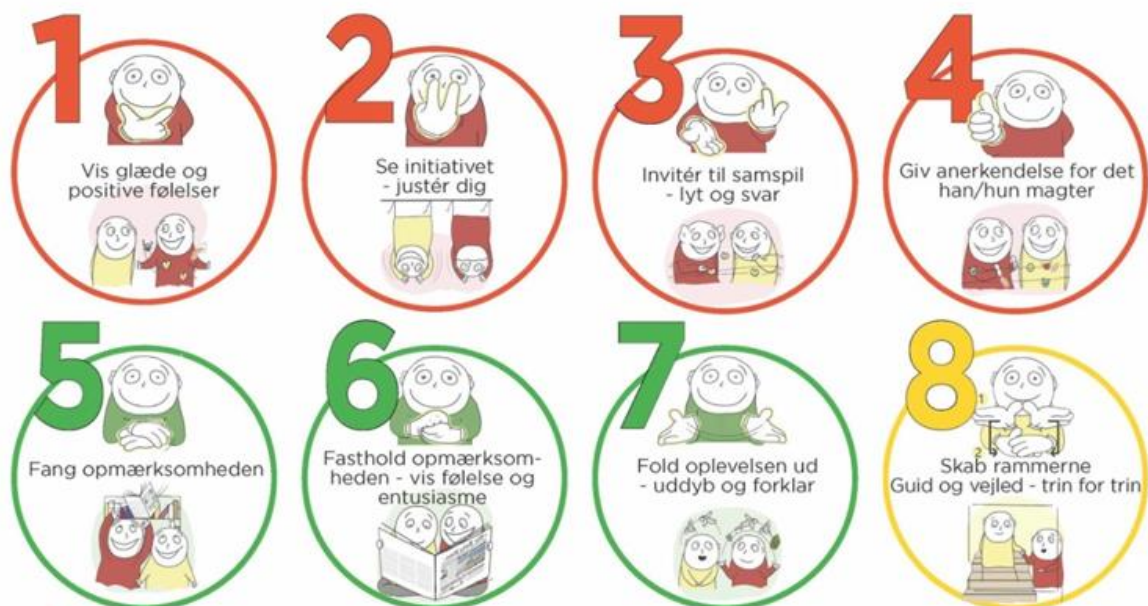 1
Vis glæde og
positive følelser
2
Se initiativet
- justér dig
3
Invitér til samspil
- lyt og svar
4
Giv anerkendelse for det
han/hun magter
5
Fang opmærksomheden
6
Fasthold opmærksom-
heden - vis følelse og
entusiasme
7
Fold oplevelsen ud
- uddyb og forklar
8
1
2
Skab rammerne
Guid og vejled - trin for trin